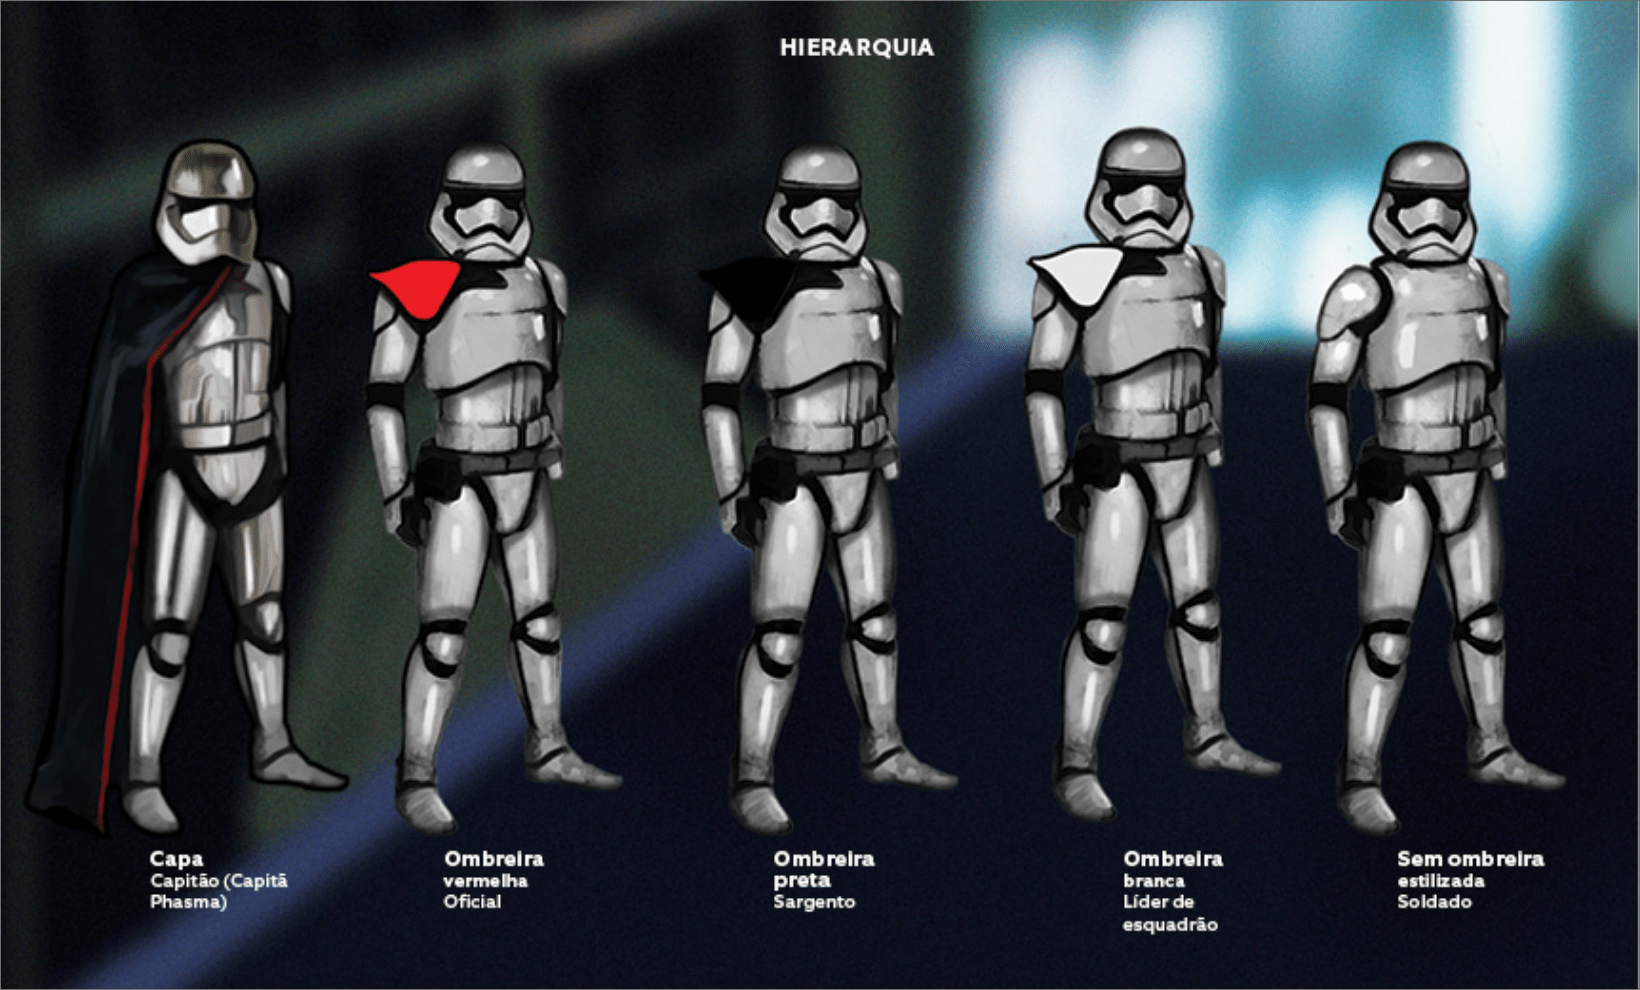 HIERARQUIA
Capa
Capitão (Capitã
Phasma)
Ombreira
vermelha
Oficial
Ombreira
preta
Sargento
Ombreira
branca
Líder de
esquadrão
Sem ombreira
estilizada
Soldado